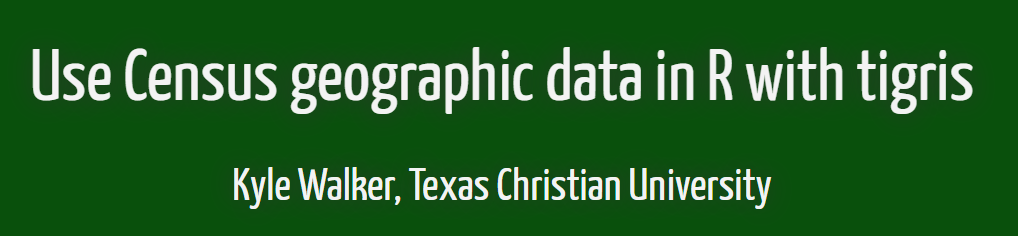 Use Census geographic data in R with tigris
Kyle Walker, Texas Christian University